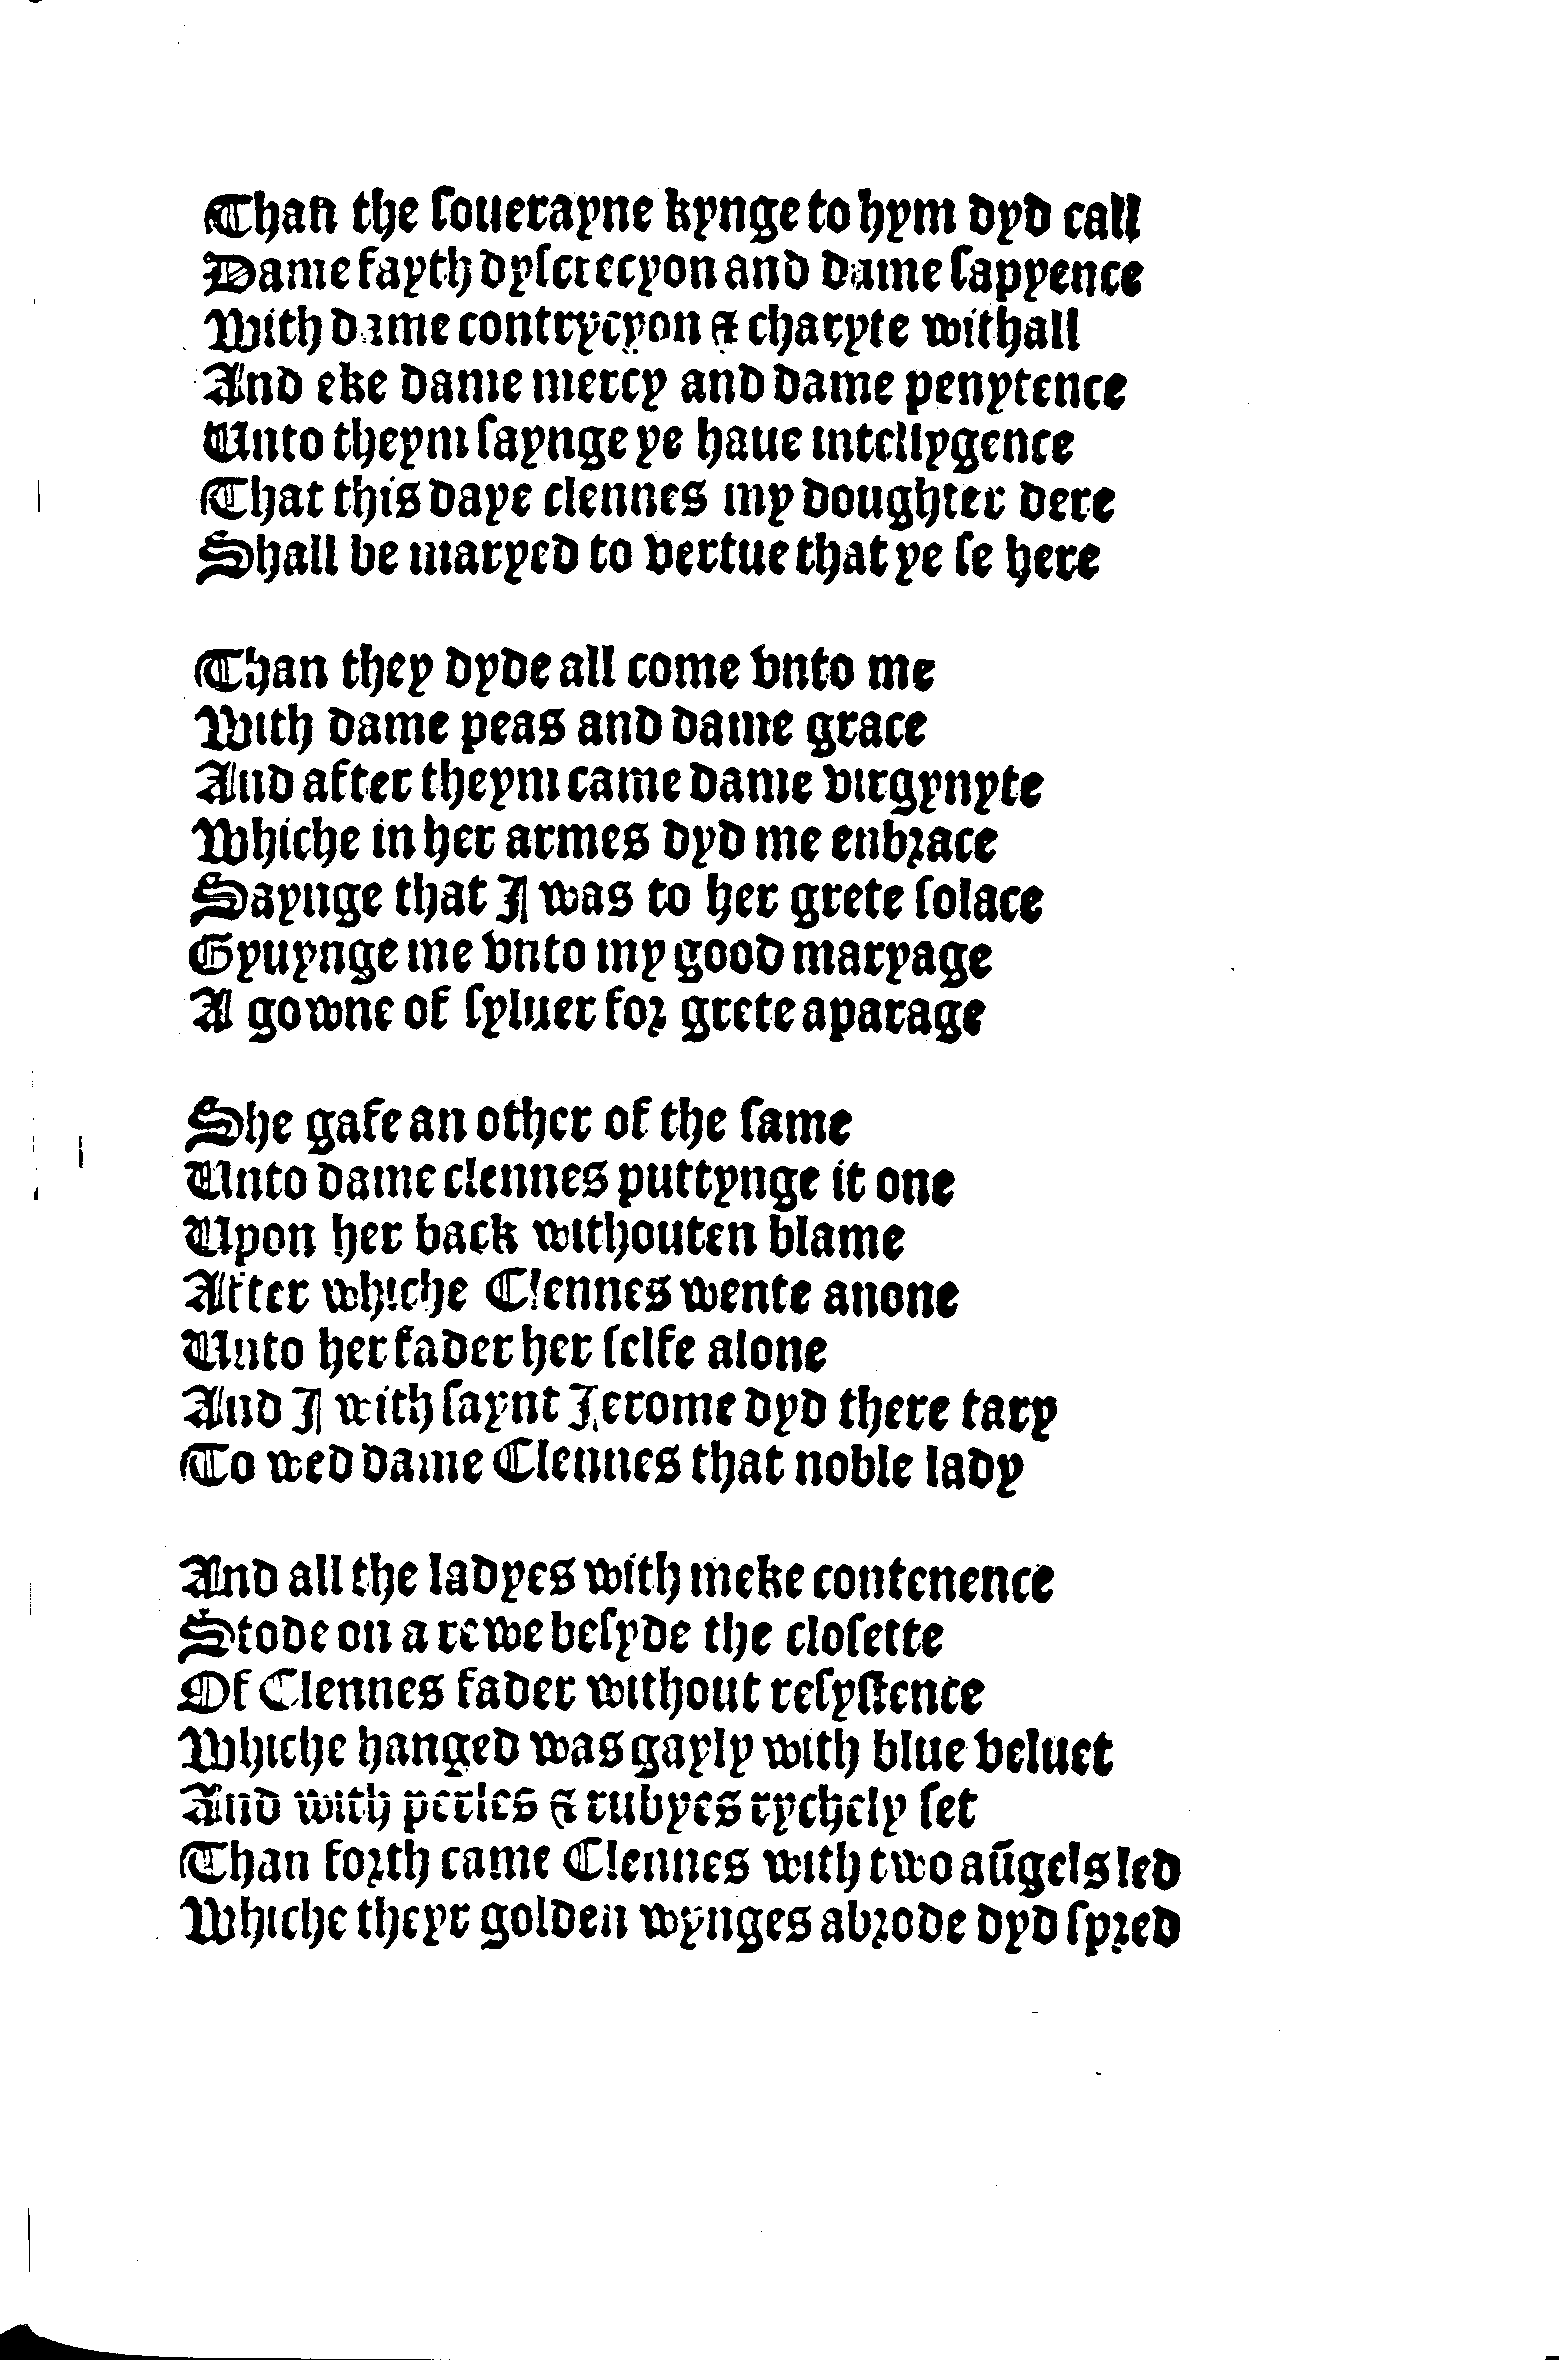 Than the ſouerayne kynge to hym dyd call
Dame fayth dyſcrecyon and dame ſapyence
With dame contrycyon & charyte withall
And eke dame mercy and dame penytence
Unto theym ſaynge ye haue intellygence
That this daye clennes my doughter dere
Shall be maryed to vertue that ye ſe here
Than they dyde all come vnto me
With dame peas and dame grace
And after theym came dame virgynyte
Whiche in her armes dyd me enbꝛace
Saynge that I was to her grete ſolace
Gyuynge me vnto my good maryage
A gowne of ſyluer foꝛ grete aparage
She gafe an other of the ſame
Unto dame clennes puttynge it one
Upon her back withouten blame
After whiche Clennes wente anone
Unto her fader her ſelfe alone
And I with ſaynt Jerome dyd there tary
To wed dame Clennes that noble lady
And all the ladyes with meke contenence
Stode on a rewe beſyde the cloſette
Of Clennes fader without reſyſtence
Whiche hanged was gayly with blue veluet
And with perles & rubyes rychely ſet
Than foꝛth came Clennes with two aūgels led
Whiche theyr golden wynges abꝛode dyd ſpꝛed